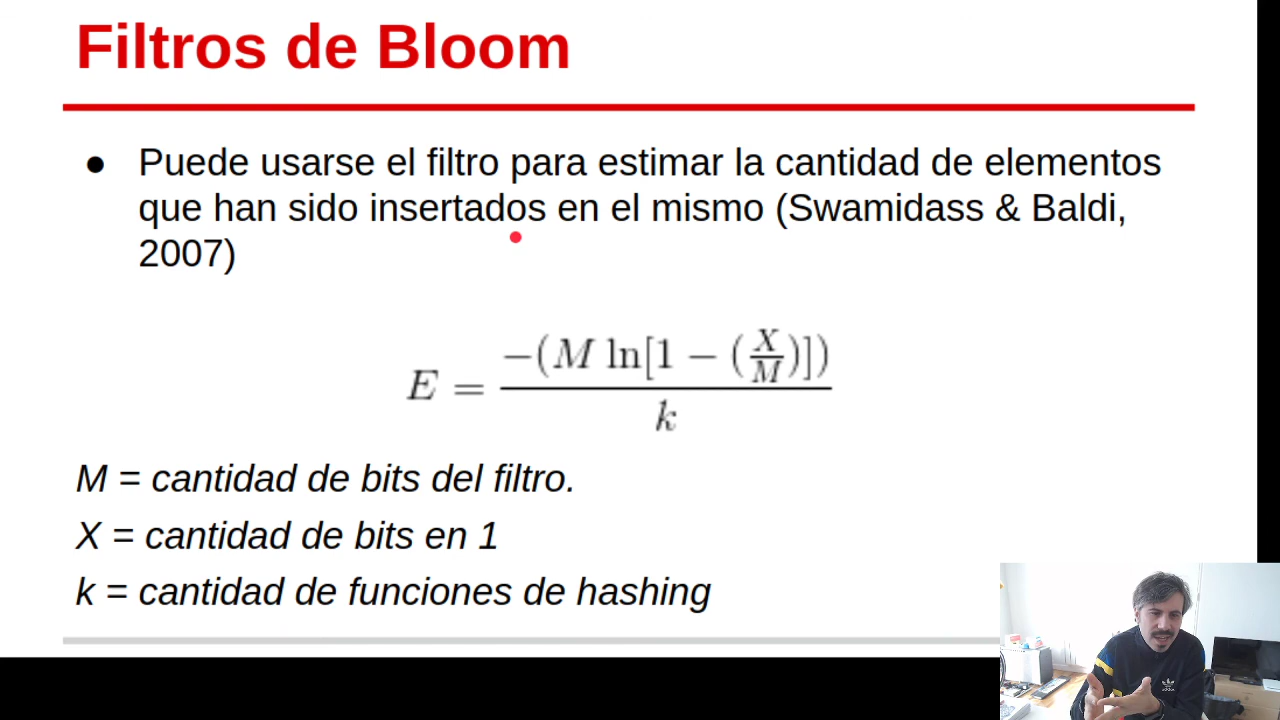 Filtros de Bloom
● Puede usarse el filtro para estimar la cantidad de elementos
que han sido insertados en el mismo (Swamidass & Baldi,
2007)
E = −(M ln[1 − (X/M)]) / k
M = cantidad de bits del filtro.
X = cantidad de bits en 1
k = cantidad de funciones de hashing